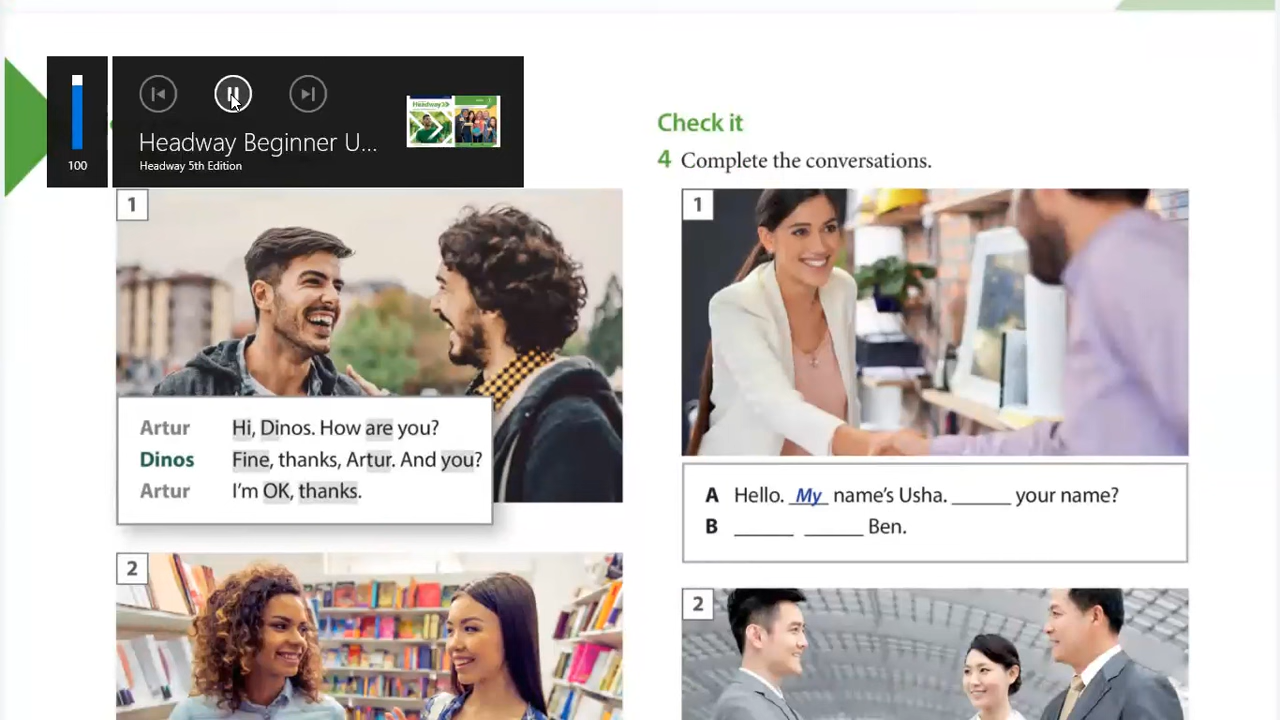 100
Headway Beginner U...
Headway 5th Edition
Headway
1
Artur Hi, Dinos. How are you?
Dinos Fine, thanks, Artur. And you?
Artur I'm OK, thanks.
2
Check it
4 Complete the conversations.
1
A Hello. My name's Usha. ______ your name?
B ______ ______ Ben.
2